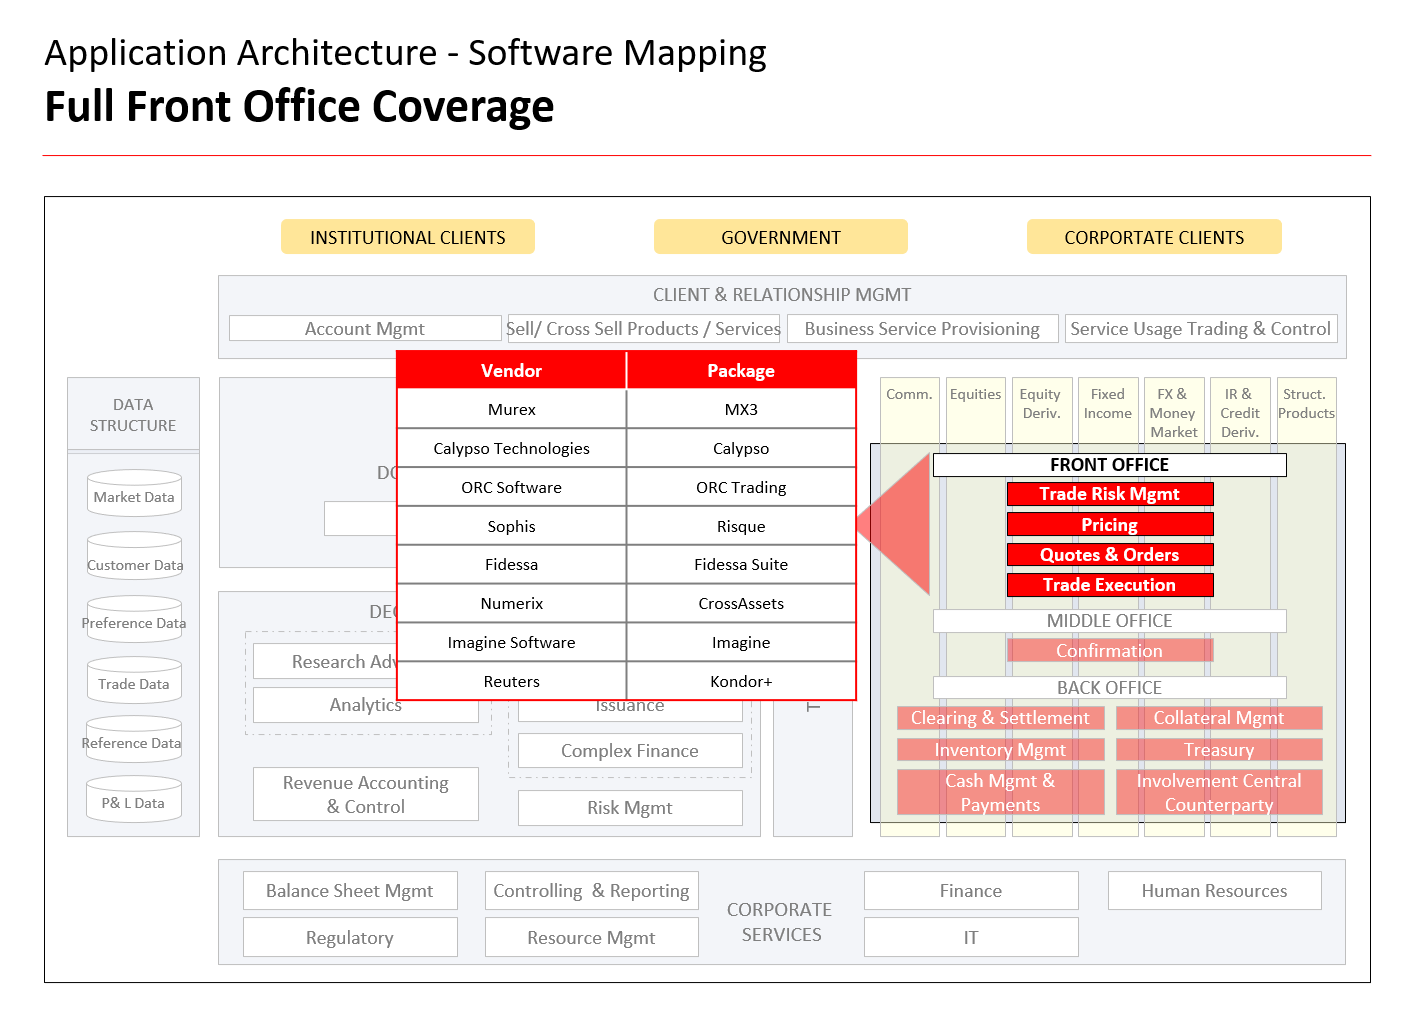 Application Architecture - Software Mapping
Full Front Office Coverage
INSTITUTIONAL CLIENTS
GOVERNMENT
CORPORTATE CLIENTS
CLIENT & RELATIONSHIP MGMT
Account Mgmt
Sell/ Cross Sell Products / Services
Business Service Provisioning
Service Usage Trading & Control
DATA
STRUCTURE
Market Data
Customer Data
Preference Data
Trade Data
Reference Data
P& L Data
Vendor Package
Murex MX3
Calypso Technologies Calypso
ORC Software ORC Trading
Sophis Risque
Fidessa Fidessa Suite
Numerix CrossAssets
Imagine Software Imagine
Reuters Kondor+
Research
Analytics
Issuance
Complex Finance
Revenue Accounting
& Control
Risk Mgmt
Comm.
Equities
Equity
Deriv.
Fixed
Income
FX &
Money
Market
IR &
Credit
Deriv.
Struct.
Products
FRONT OFFICE
Trade Risk Mgmt
Pricing
Quotes & Orders
Trade Execution
MIDDLE OFFICE
Confirmation
BACK OFFICE
Clearing & Settlement
Collateral Mgmt
Inventory Mgmt
Treasury
Cash Mgmt &
Payments
Involvement Central
Counterparty
Balance Sheet Mgmt
Controlling & Reporting
CORPORATE
SERVICES
Finance
Human Resources
Regulatory
Resource Mgmt
IT